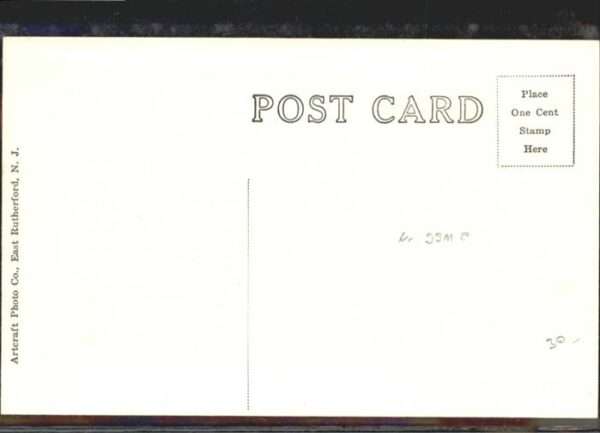 POST CARD
Place
One Cent
Stamp
Here
Artcraft Photo Co., East Rutherford, N. J.
30.-